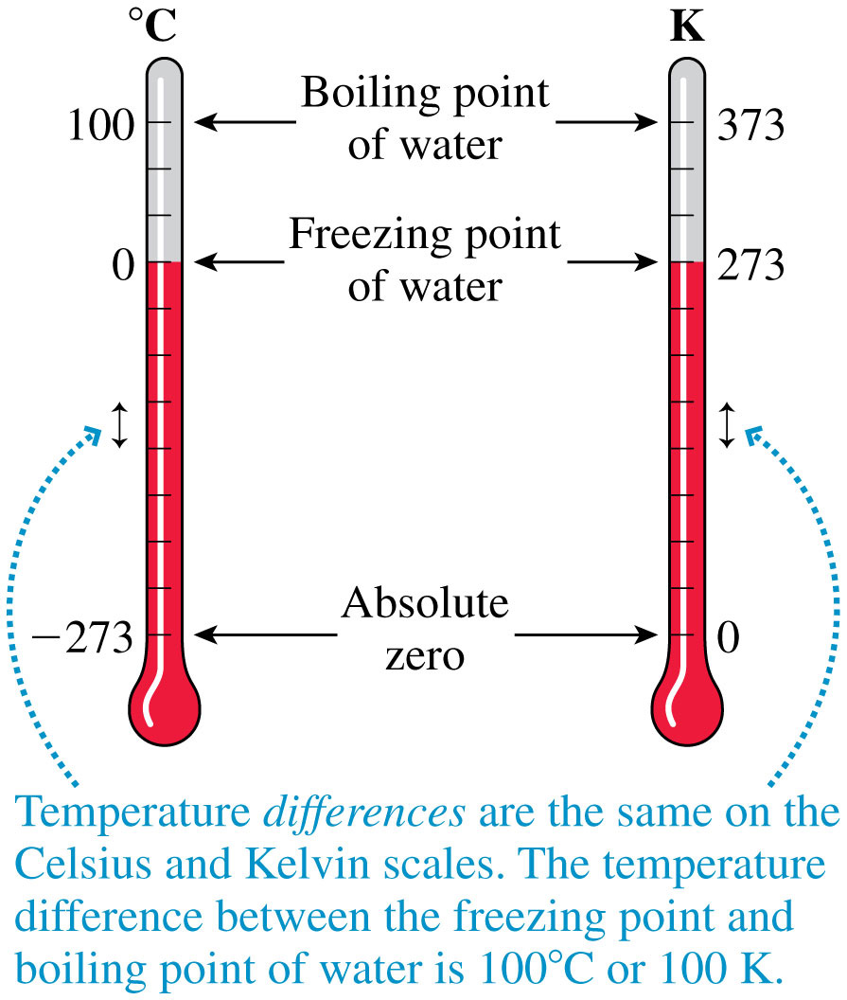 °C
K
100
Boiling point
of water
373
0
Freezing point
of water
273
−273
Absolute
zero
0
Temperature differences are the same on the
Celsius and Kelvin scales. The temperature
difference between the freezing point and
boiling point of water is 100°C or 100 K.